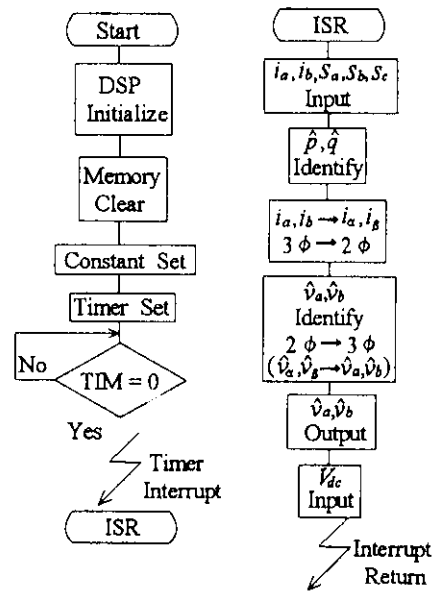 Start
DSP
Initialize
Memory
Clear
Constant Set
Timer Set
No
TIM = 0
Yes
Timer
Interrupt
ISR
ISR
i_a, i_b, S_a, S_b, S_c
Input
p̂, q̂
Identify
i_a, i_b → i_α, i_β
3 ϕ → 2 ϕ
v̂_a, v̂_b
Identify
2 ϕ → 3 ϕ
(v̂_α, v̂_β → v̂_a, v̂_b)
v̂_a, v̂_b
Output
V_dc
Input
Interrupt
Return